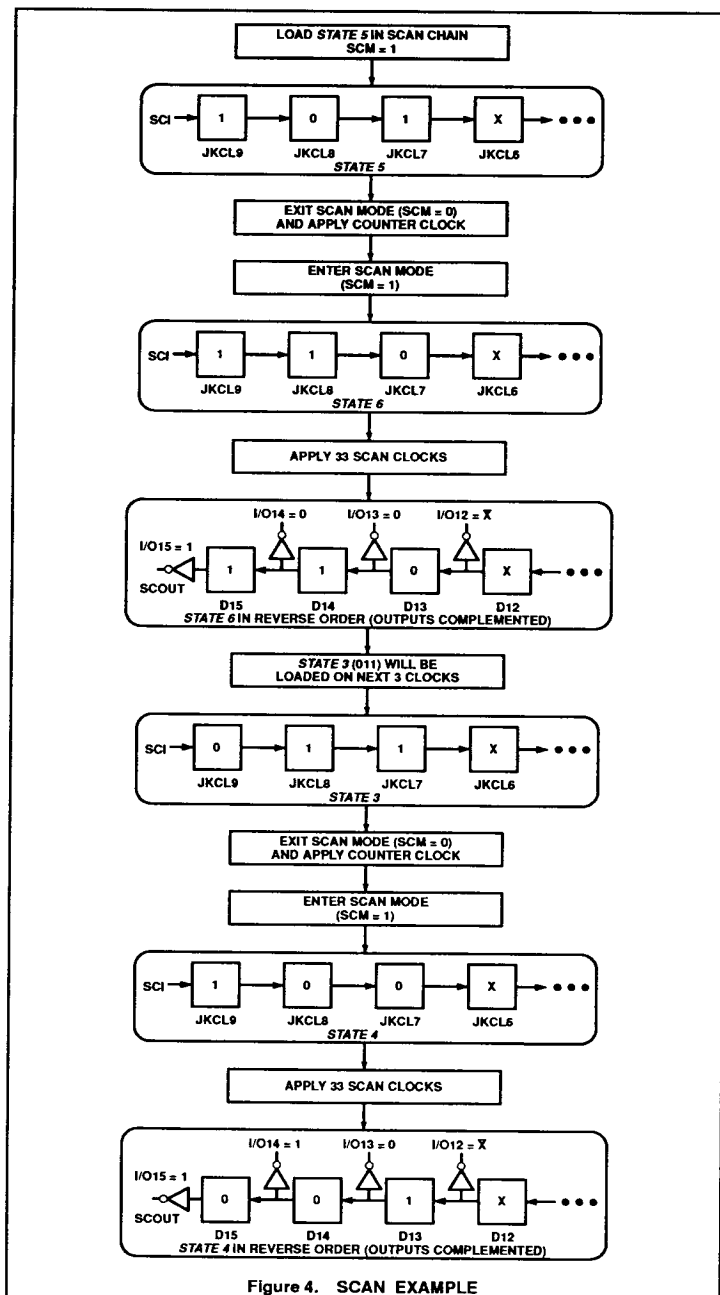 LOAD STATE 5 IN SCAN CHAIN
SCM = 1
SCI 1 0 1 X
JKCL9 JKCL8 JKCL7 JKCL6
STATE 5
EXIT SCAN MODE (SCM = 0)
AND APPLY COUNTER CLOCK
ENTER SCAN MODE
(SCM = 1)
SCI 1 1 0 X
JKCL9 JKCL8 JKCL7 JKCL6
STATE 6
APPLY 33 SCAN CLOCKS
I/O14 = 0 I/O13 = 0 I/O12 = X̅
I/O15 = 1
1 1 0 X
SCOUT
D15 D14 D13 D12
STATE 6 IN REVERSE ORDER (OUTPUTS COMPLEMENTED)
STATE 3 (011) WILL BE
LOADED ON NEXT 3 CLOCKS
SCI 0 1 1 X
JKCL9 JKCL8 JKCL7 JKCL6
STATE 3
EXIT SCAN MODE (SCM = 0)
AND APPLY COUNTER CLOCK
ENTER SCAN MODE
(SCM = 1)
SCI 1 0 0 X
JKCL9 JKCL8 JKCL7 JKCL6
STATE 4
APPLY 33 SCAN CLOCKS
I/O14 = 1 I/O13 = 0 I/O12 = X̅
I/O15 = 1
0 0 1 X
SCOUT
D15 D14 D13 D12
STATE 4 IN REVERSE ORDER (OUTPUTS COMPLEMENTED)
Figure 4. SCAN EXAMPLE